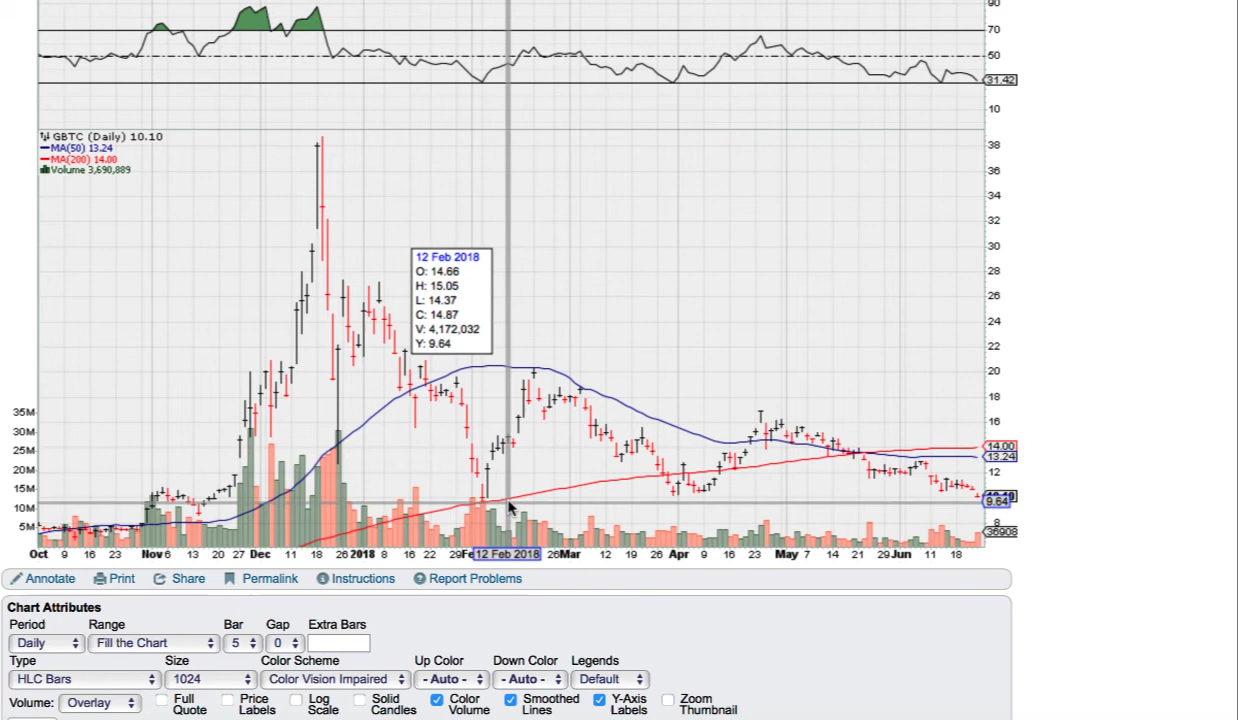 90
70
50
31.42
10
GBTC (Daily) 10.10
MA(50) 13.24
MA(200) 14.00
Volume 3,690,889
38
36
34
32
30
28
26
24
22
20
18
16
12
8
14.00
13.24
9.64
12 Feb 2018
O: 14.66
H: 15.05
L: 14.37
C: 14.87
V: 4,172,032
Y: 9.64
35M
30M
25M
20M
15M
10M
5M
Oct 9 16 23 Nov 6 13 20 27 Dec 11 18 26 2018 8 16 22 29 Fe 12 Feb 2018 26 Mar 12 19 26 Apr 9 16 23 May 7 14 21 29 Jun 11 18
Annotate Print Share Permalink Instructions Report Problems
Chart Attributes
Period Range Bar Gap Extra Bars
Daily Fill the Chart 5 0
Type Size Color Scheme Up Color Down Color Legends
HLC Bars 1024 Color Vision Impaired - Auto - - Auto - Default
Volume: Overlay Full Quote Price Labels Log Scale Solid Candles Color Volume Smoothed Lines Y-Axis Labels Zoom Thumbnail